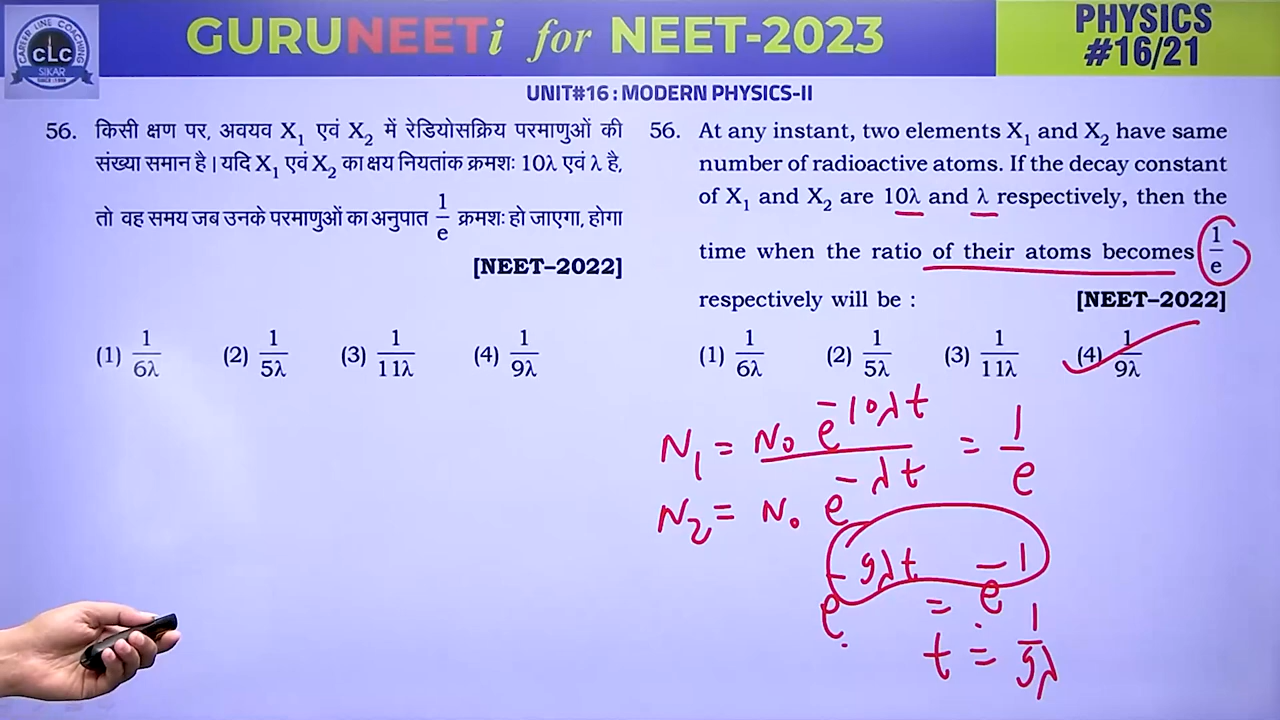 CAREER LINE COACHING
CLC
SIKAR
SINCE : 1996
GURUNEETi for NEET-2023
PHYSICS
#16/21
UNIT#16 : MODERN PHYSICS-II
56. किसी क्षण पर, अवयव X₁ एवं X₂ में रेडियोसक्रिय परमाणुओं की
संख्या समान है। यदि X₁ एवं X₂ का क्षय नियतांक क्रमशः 10λ एवं λ है,
तो वह समय जब उनके परमाणुओं का अनुपात 1/e क्रमशः हो जाएगा, होगा
[NEET–2022]
(1) 1/6λ (2) 1/5λ (3) 1/11λ (4) 1/9λ
56. At any instant, two elements X₁ and X₂ have same
number of radioactive atoms. If the decay constant
of X₁ and X₂ are 10λ and λ respectively, then the
time when the ratio of their atoms becomes 1/e
respectively will be : [NEET–2022]
(1) 1/6λ (2) 1/5λ (3) 1/11λ (4) 1/9λ
N₁ = N₀ e^-10λt = 1/e
N₂ = N₀ e^-λt
e^-9λt = e^-1
t = 1/9λ